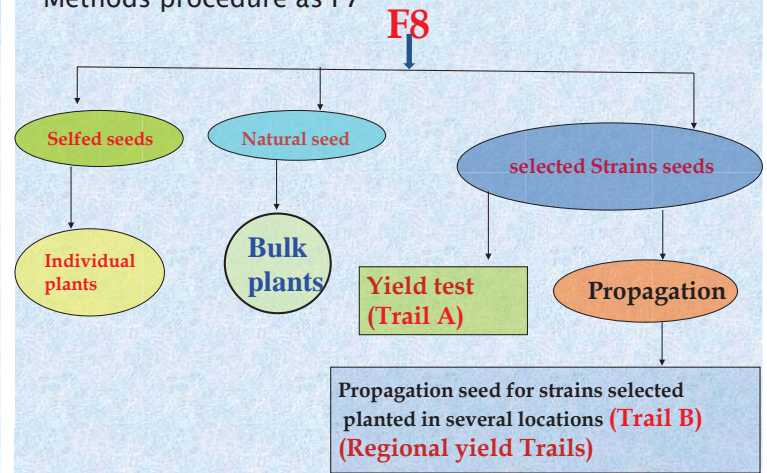 Methods procedure as F7
F8
Selfed seeds
Natural seed
selected Strains seeds
Individual
plants
Bulk
plants
Yield test
(Trail A)
Propagation
Propagation seed for strains selected
planted in several locations (Trail B)
(Regional yield Trails)